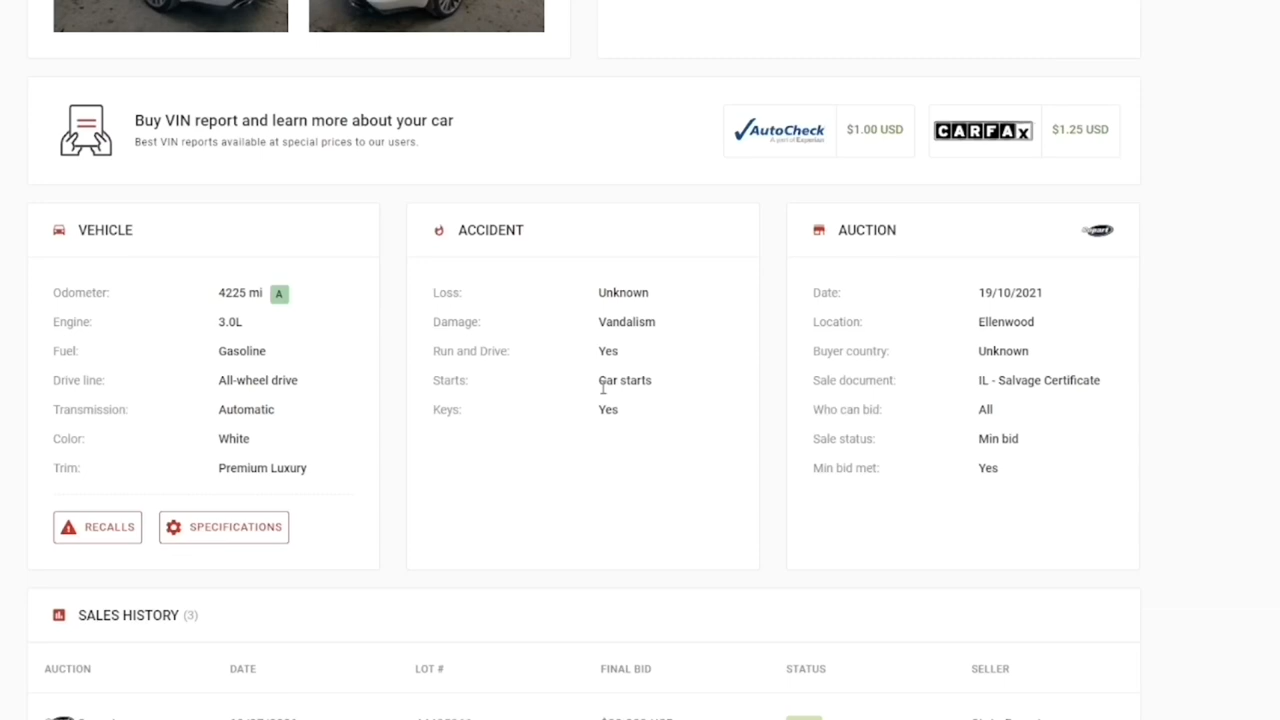 Buy VIN report and learn more about your car
Best VIN reports available at special prices to our users.
AutoCheck
A part of Experian
$1.00 USD
CARFAX
$1.25 USD
VEHICLE
Odometer: 4225 mi A
Engine: 3.0L
Fuel: Gasoline
Drive line: All-wheel drive
Transmission: Automatic
Color: White
Trim: Premium Luxury
RECALLS
SPECIFICATIONS
ACCIDENT
Loss: Unknown
Damage: Vandalism
Run and Drive: Yes
Starts: Car starts
Keys: Yes
AUCTION
Copart
Date: 19/10/2021
Location: Ellenwood
Buyer country: Unknown
Sale document: IL - Salvage Certificate
Who can bid: All
Sale status: Min bid
Min bid met: Yes
SALES HISTORY (3)
AUCTION DATE LOT # FINAL BID STATUS SELLER